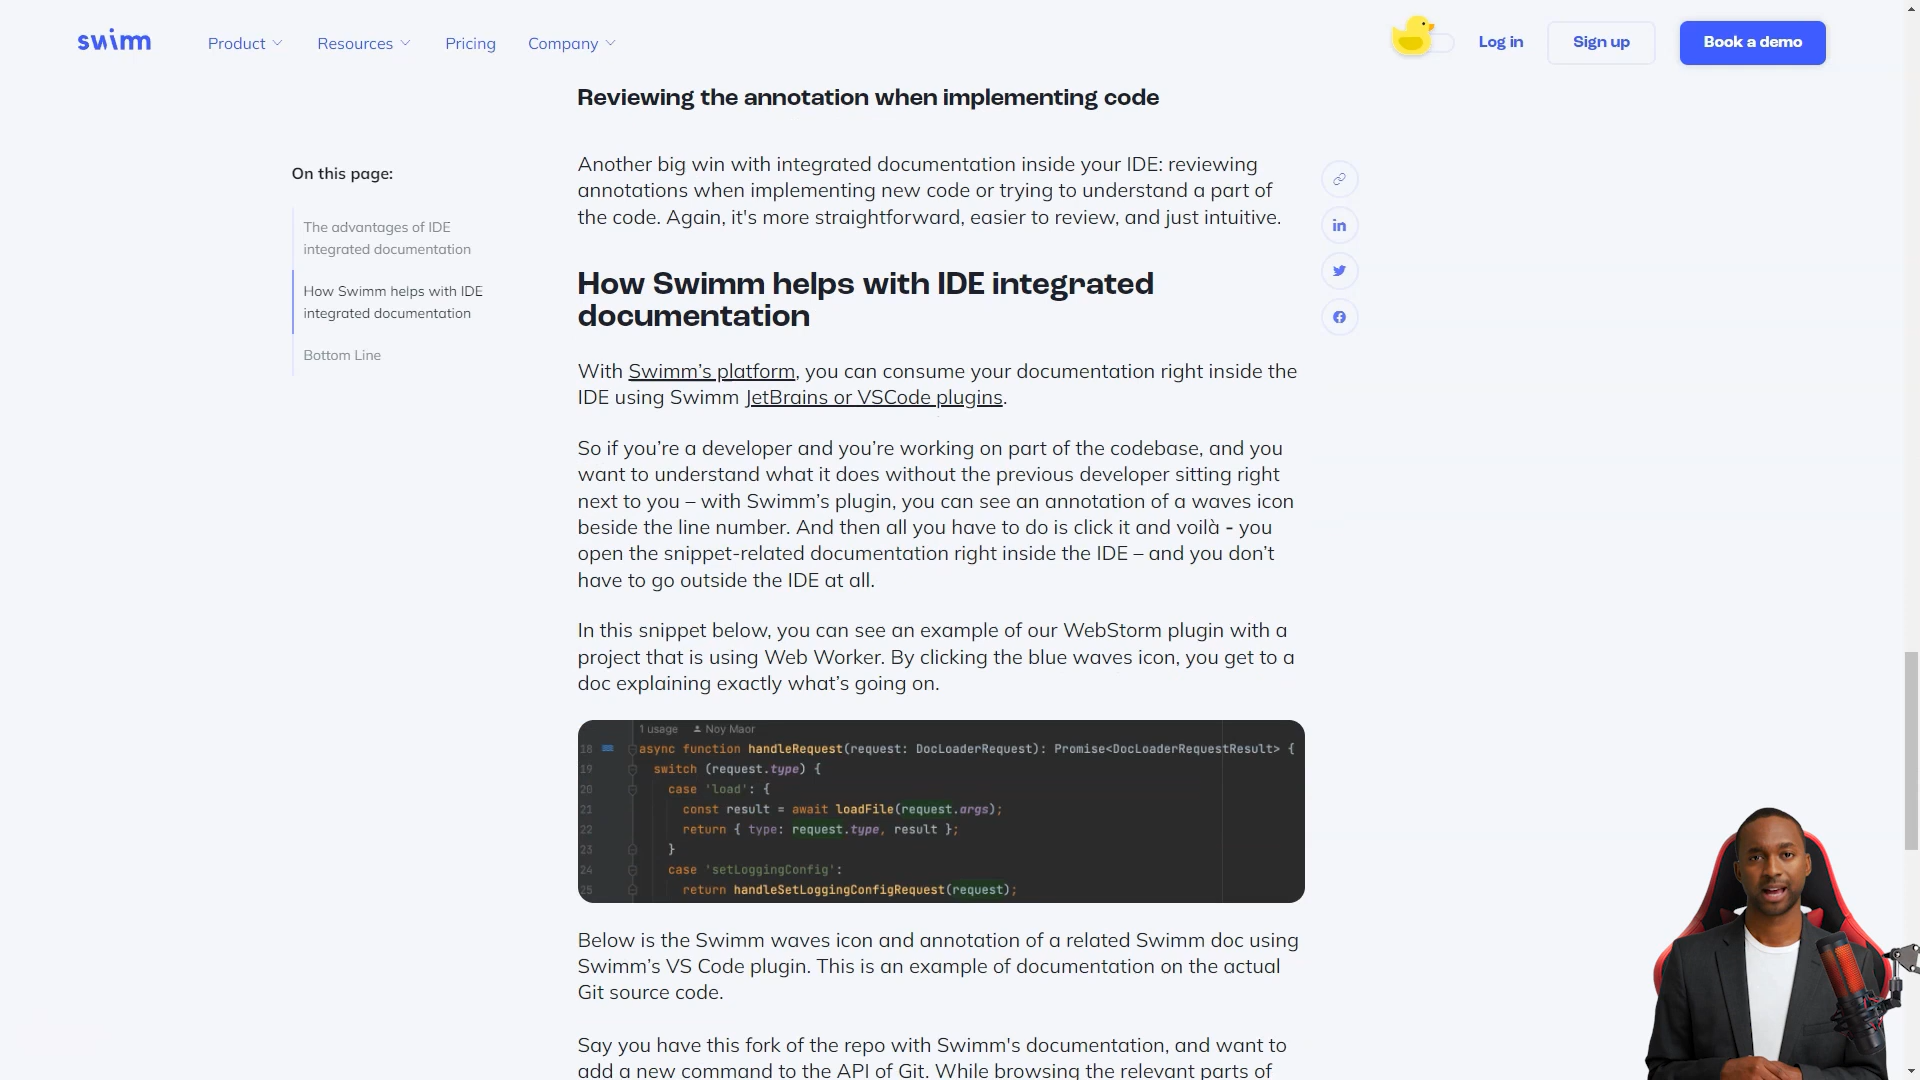 swimm
Product
Resources
Pricing
Company
Log in
Sign up
Book a demo
Reviewing the annotation when implementing code
On this page:
The advantages of IDE
integrated documentation
How Swimm helps with IDE
integrated documentation
Bottom Line
Another big win with integrated documentation inside your IDE: reviewing
annotations when implementing new code or trying to understand a part of
the code. Again, it's more straightforward, easier to review, and just intuitive.
How Swimm helps with IDE integrated
documentation
With Swimm’s platform, you can consume your documentation right inside the
IDE using Swimm JetBrains or VSCode plugins.
So if you’re a developer and you’re working on part of the codebase, and you
want to understand what it does without the previous developer sitting right
next to you – with Swimm’s plugin, you can see an annotation of a waves icon
beside the line number. And then all you have to do is click it and voilà - you
open the snippet-related documentation right inside the IDE – and you don’t
have to go outside the IDE at all.
In this snippet below, you can see an example of our WebStorm plugin with a
project that is using Web Worker. By clicking the blue waves icon, you get to a
doc explaining exactly what’s going on.
1 usage Noy Maor
18 async function handleRequest(request: DocLoaderRequest): Promise<DocLoaderRequestResult> {
19 switch (request.type) {
20 case 'load': {
21 const result = await loadFile(request.args);
22 return { type: request.type, result };
23 }
24 case 'setLoggingConfig':
25 return handleSetLoggingConfigRequest(request);
Below is the Swimm waves icon and annotation of a related Swimm doc using
Swimm’s VS Code plugin. This is an example of documentation on the actual
Git source code.
Say you have this fork of the repo with Swimm's documentation, and want to
add a new command to the API of Git. While browsing the relevant parts of